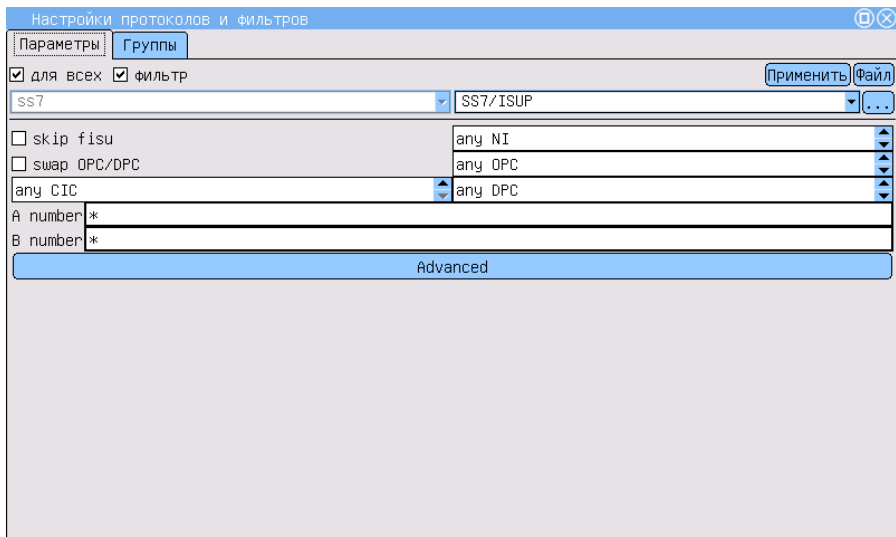 Настройки протоколов и фильтров
Параметры Группы
для всех фильтр Применить Файл
ss7 SS7/ISUP ...
skip fisu any NI
swap OPC/DPC any OPC
any CIC any DPC
A number *
B number *
Advanced